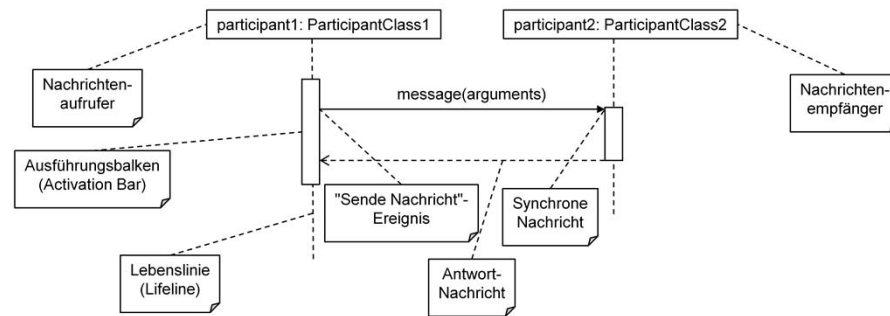 participant1: ParticipantClass1
participant2: ParticipantClass2
Nachrichten-
aufrufer
message(arguments)
Nachrichten-
empfänger
Ausführungsbalken
(Activation Bar)
"Sende Nachricht"-
Ereignis
Synchrone
Nachricht
Lebenslinie
(Lifeline)
Antwort-
Nachricht